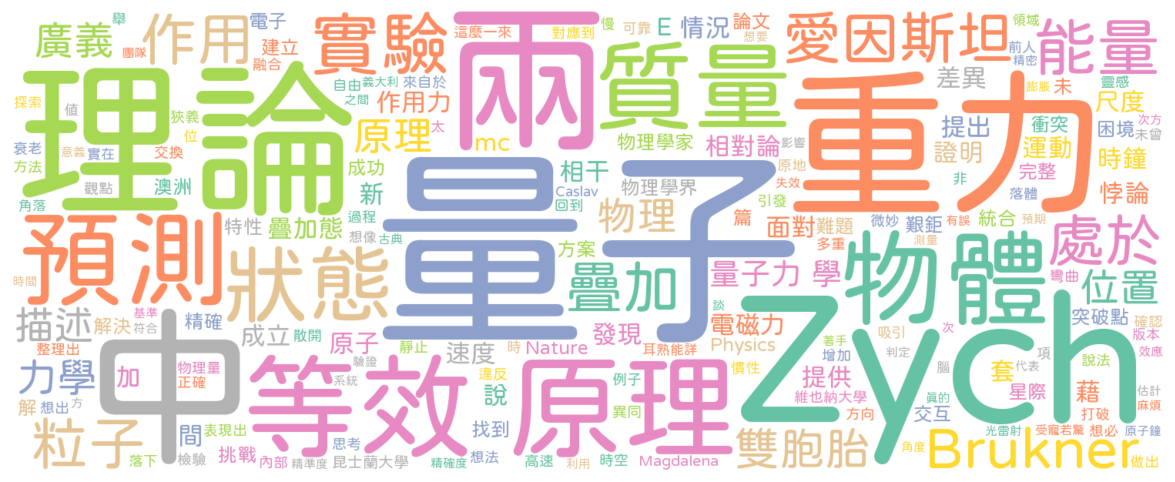 廣義
舉
團隊
作用
電子
建立
融合
實驗
這麼一來
兩
對應到
慢
可靠
E
情況
論文
想要
愛因斯坦
領域
前人
精密
能量
理論
自由
義大利
來自於
之間
作用力
質量
差異
膨脹
未
靈感
尺度
次方
未曾
探索
值
狹義
位
原理
太
mc
物理學家
相對論
影響
重力
提出
衝突
運動
困境
時鐘
衰老
方法
意義
實在
交換
成功
相干
新
Caslav
回到
物理學界
原地
失效
證明
非
完整
落體
悖論
觀點
澳洲
角落
特性
疊加態
過程
想像
古典
量子
物理
引發
篇
面對
難題
多重
微妙
艱鉅
有誤
統合
預期
測量
預測
時間
狀態
方案
疊加
量子力
學
談
物體
彎曲
處於
位置
描述
解決
基準
符合
精確
成立
散開
原子
靜止
驗證
速度
時
發現
Nature
耳熟能詳
電磁力
Physics
慣性
Zych
吸引
次
判定
突破點
確認
版本
效應
整理出
中
物理量
正確
力學
加
等效
原理
系統
違反
說
例子
異同
提供
著手
增加
維也納大學
方向
腦
項
代表
套
說法
估計
麻煩
解
想出
方
間
表現出
找到
交互
眞的
星際
藉
打破
粒子
落下
檢驗
挑戰
內部
精準度
思考
昆士蘭大學
精確度
想法
高速
利用
時空
Magdalena
雙胞胎
角度
光雷射
Brukner
受寵若驚
想必
原子鐘
做出